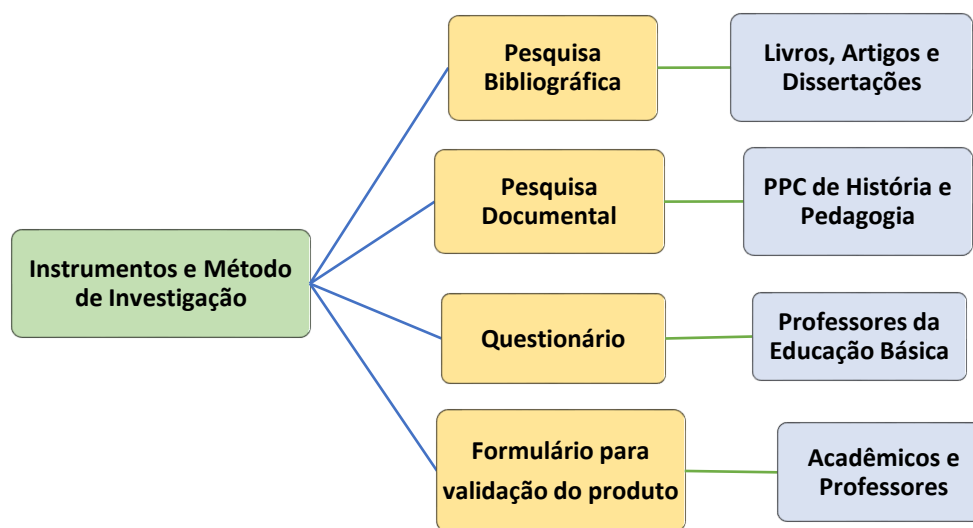 Pesquisa
Bibliográfica
Livros, Artigos e
Dissertações
Pesquisa
Documental
PPC de História e
Pedagogia
Instrumentos e Método
de Investigação
Questionário
Professores da
Educação Básica
Formulário para
validação do produto
Acadêmicos e
Professores